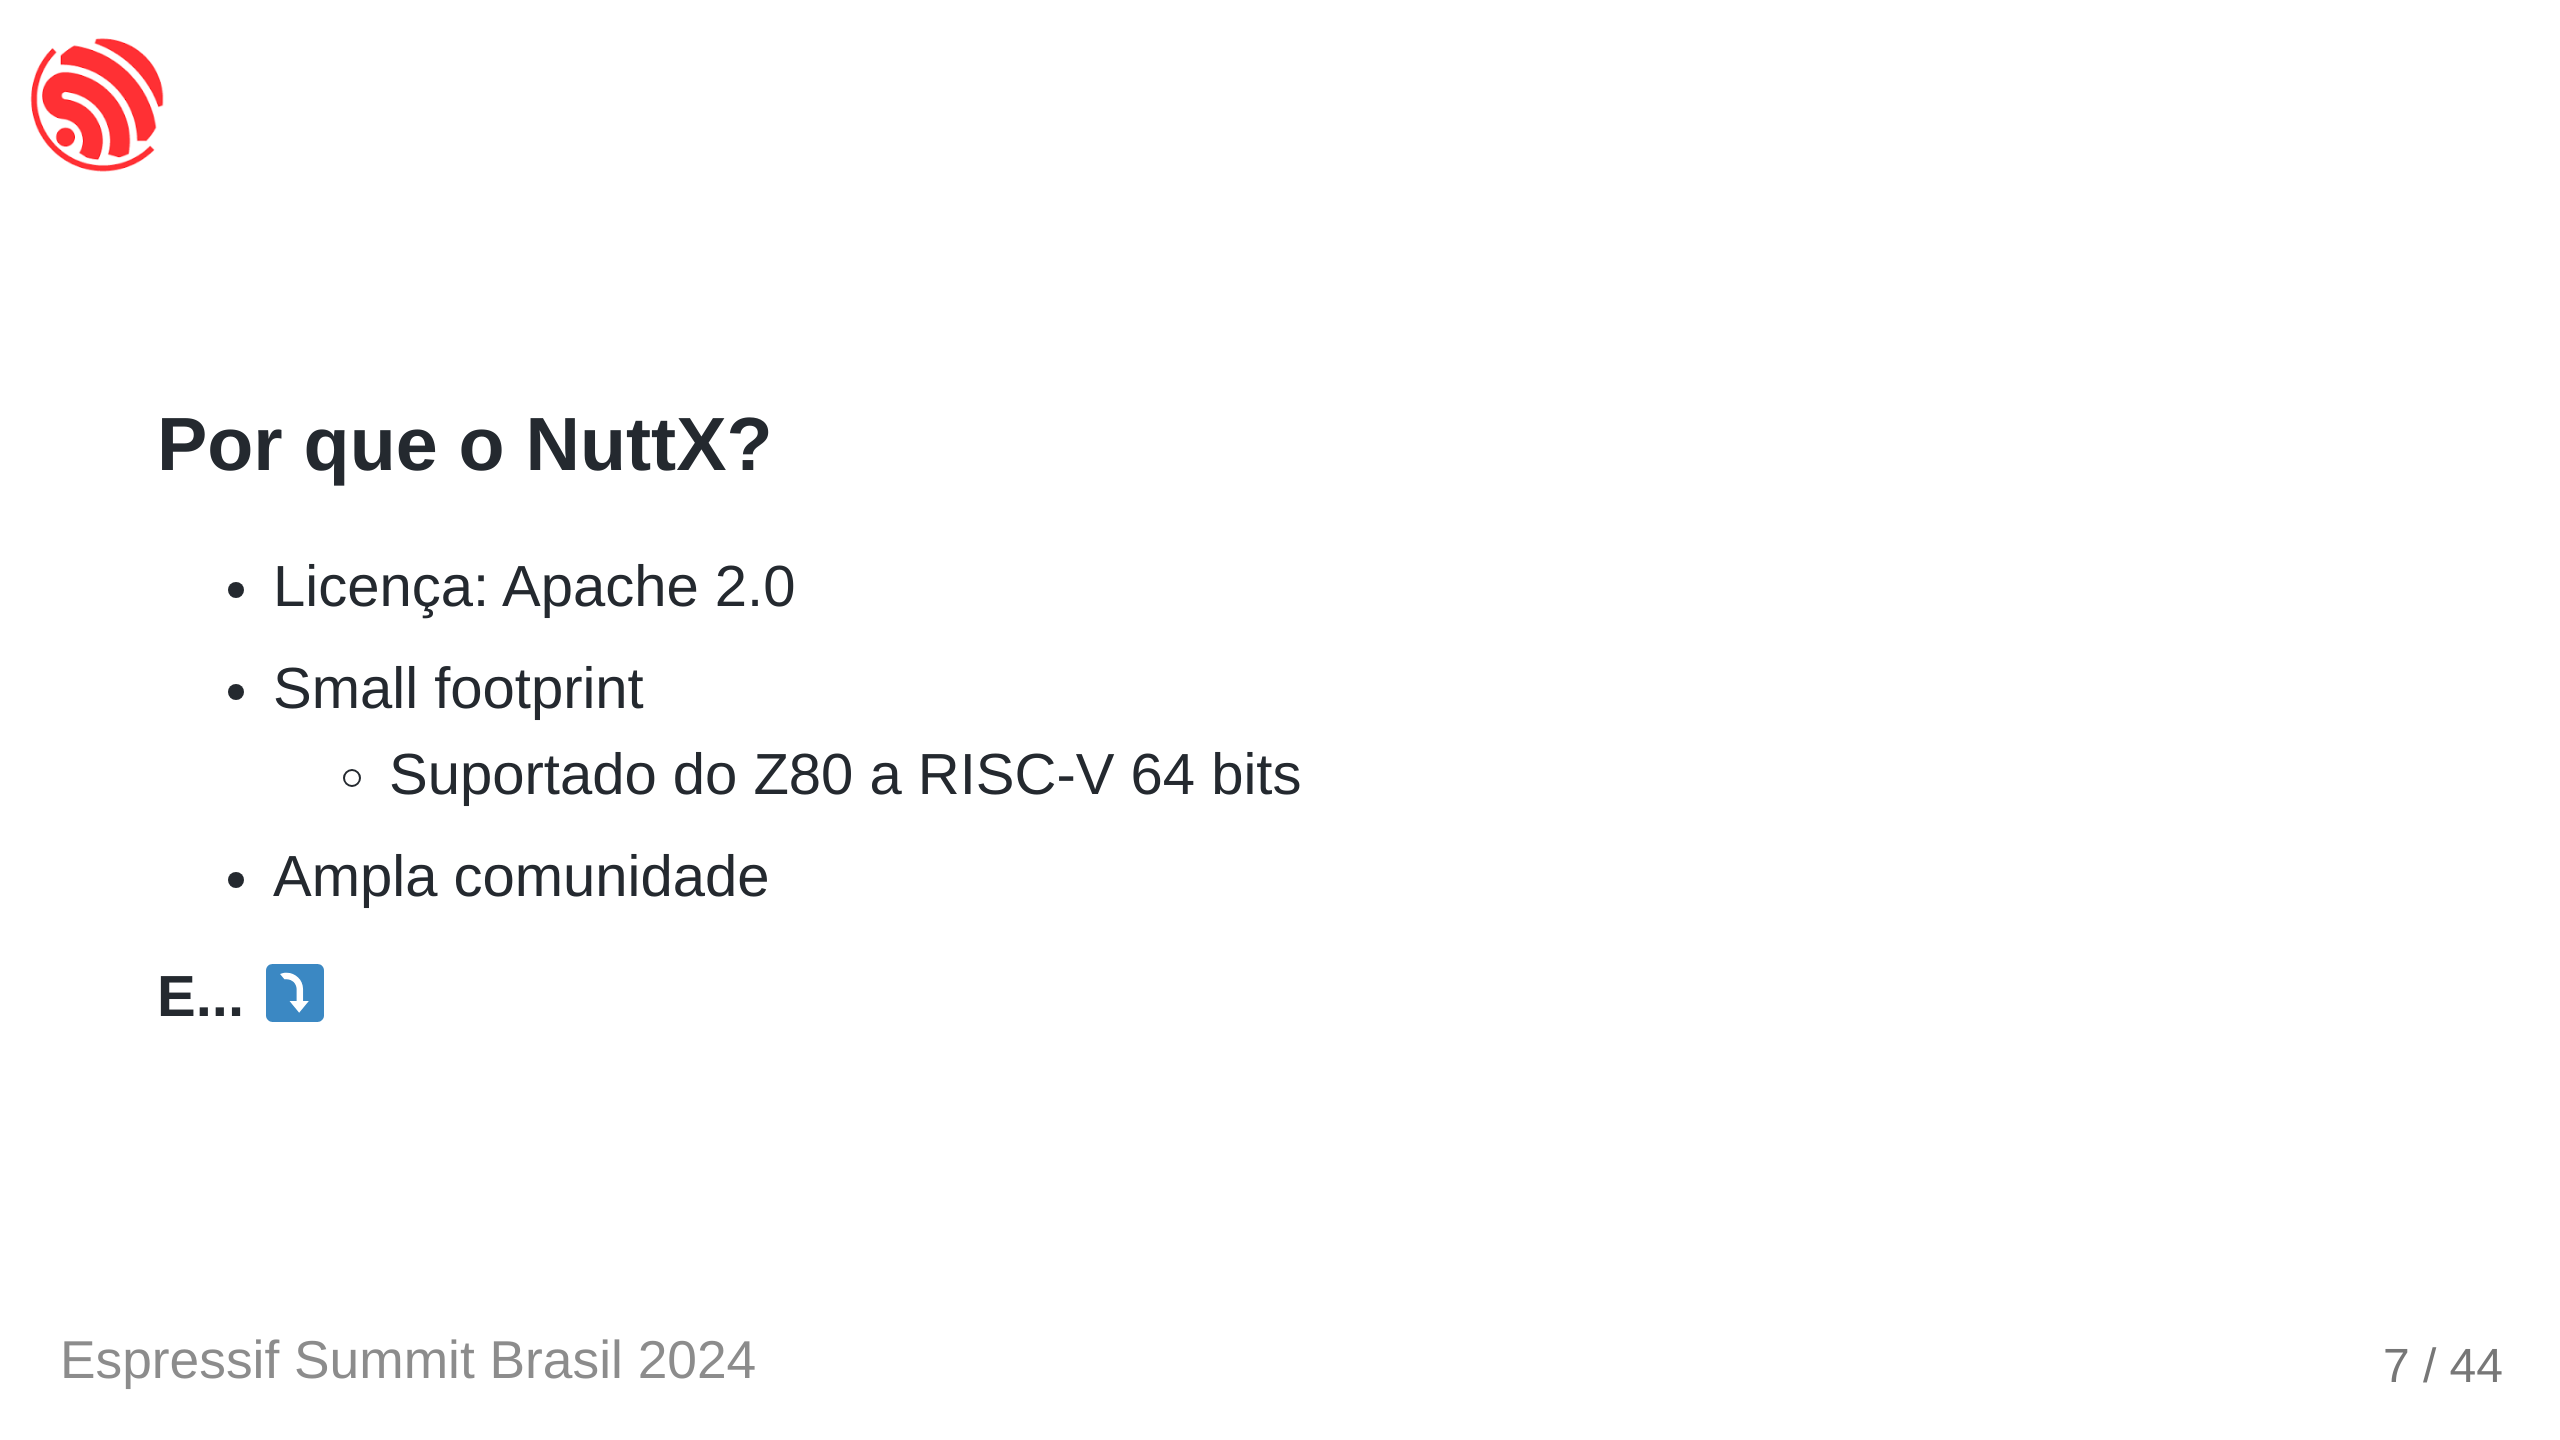 Por que o NuttX?
Licença: Apache 2.0
Small footprint
Suportado do Z80 a RISC-V 64 bits
Ampla comunidade
E... ⤵️
Espressif Summit Brasil 2024
7 / 44